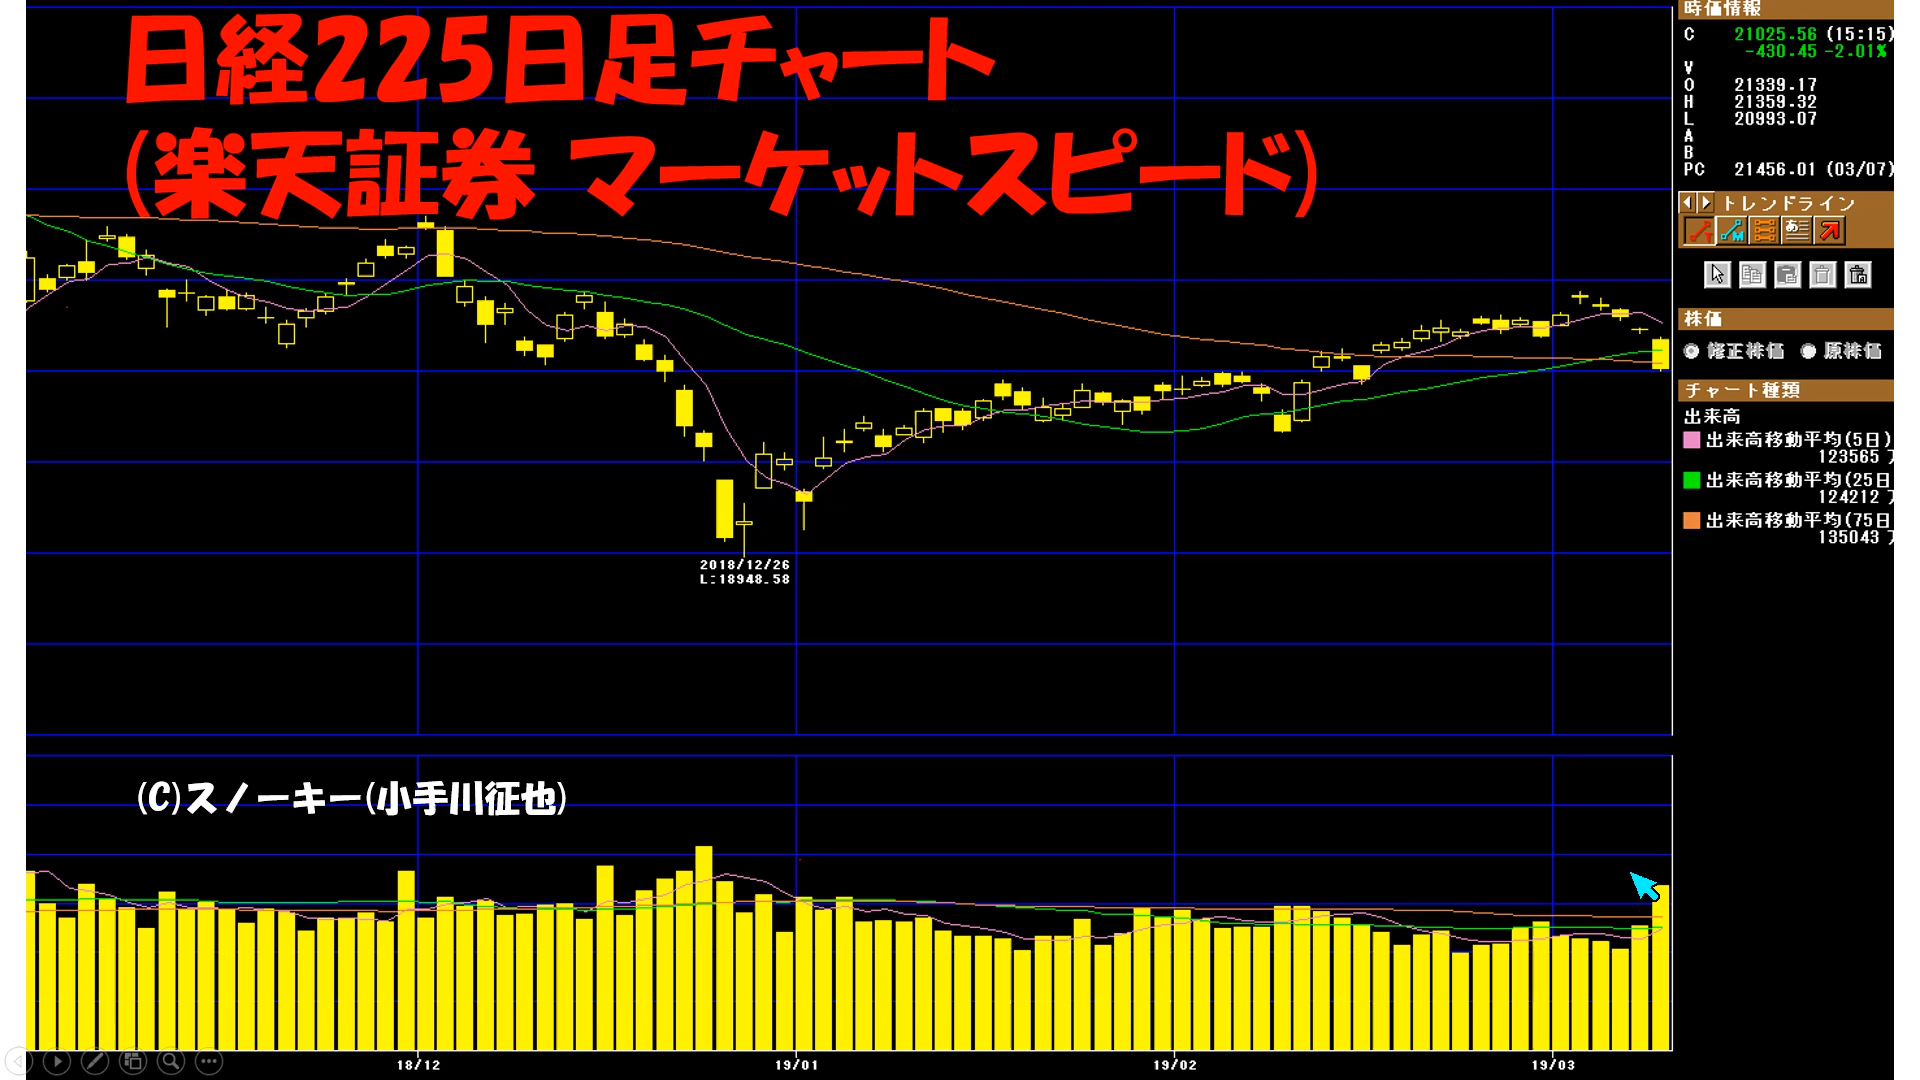 日経225日足チャート
(楽天証券 マーケットスピード)
2018/12/26
L:18948.58
(C)スノーキー(小手川征也)
18/12
19/01
19/02
19/03
時価情報
C 21025.56 (15:15)
-430.45 -2.01%
V
O 21339.17
H 21359.32
L 20993.07
A
B
PC 21456.01 (03/07)
トレンドライン
T
M
あ
株価
修正株価 原株価
チャート種類
出来高
出来高移動平均(5日)
123565
出来高移動平均(25日
124212
出来高移動平均(75日
135043